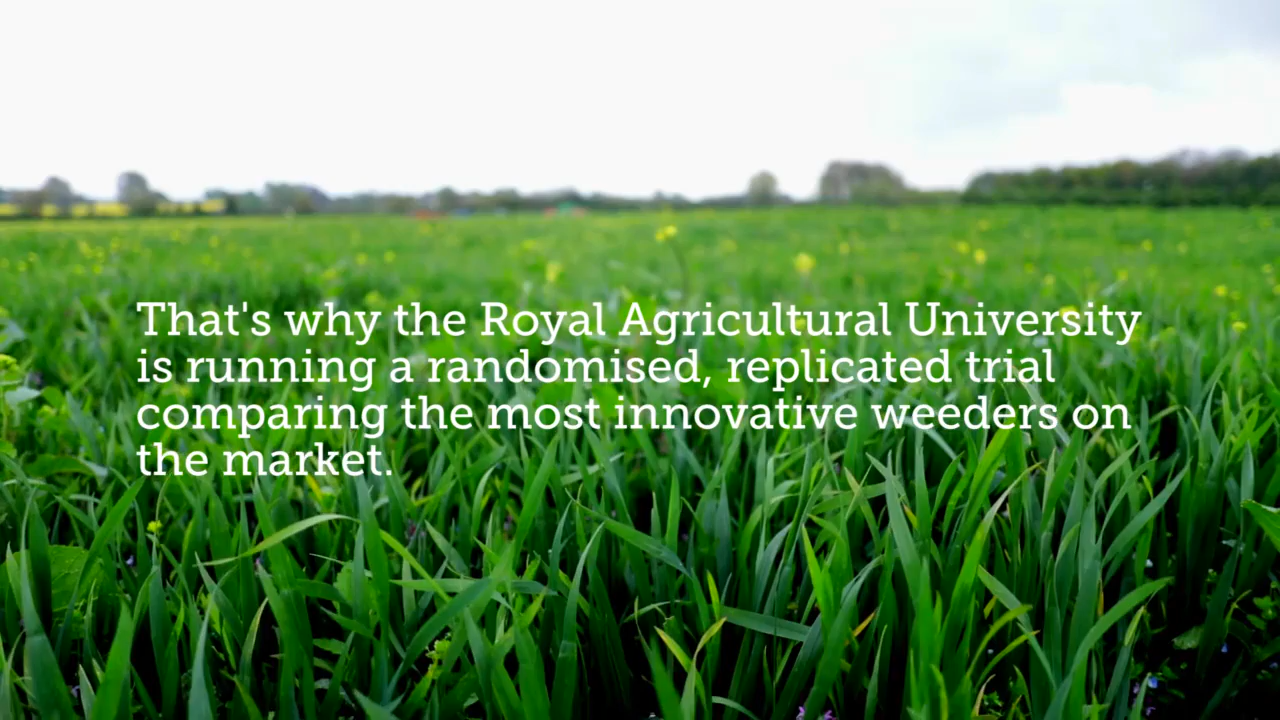 That's why the Royal Agricultural University
is running a randomised, replicated trial
comparing the most innovative weeders on
the market.